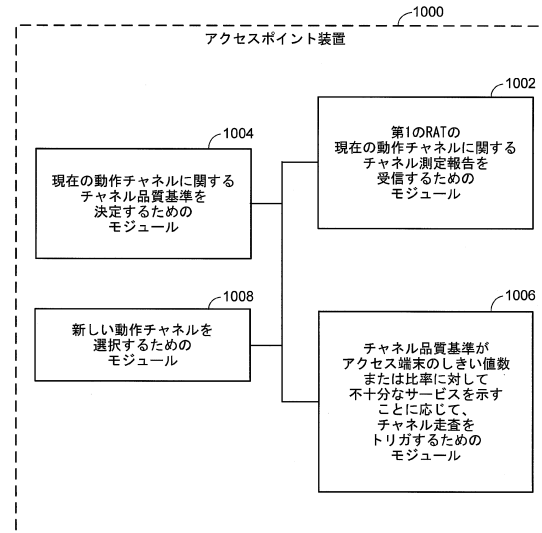 1000
アクセスポイント装置
1002
第1のRATの
現在の動作チャネルに関する
チャネル測定報告を
受信するための
モジュール
1004
現在の動作チャネルに関する
チャネル品質基準を
決定するための
モジュール
1008
新しい動作チャネルを
選択するための
モジュール
1006
チャネル品質基準が
アクセス端末のしきい値数
または比率に対して
不十分なサービスを示す
ことに応じて、
チャネル走査を
トリガするための
モジュール